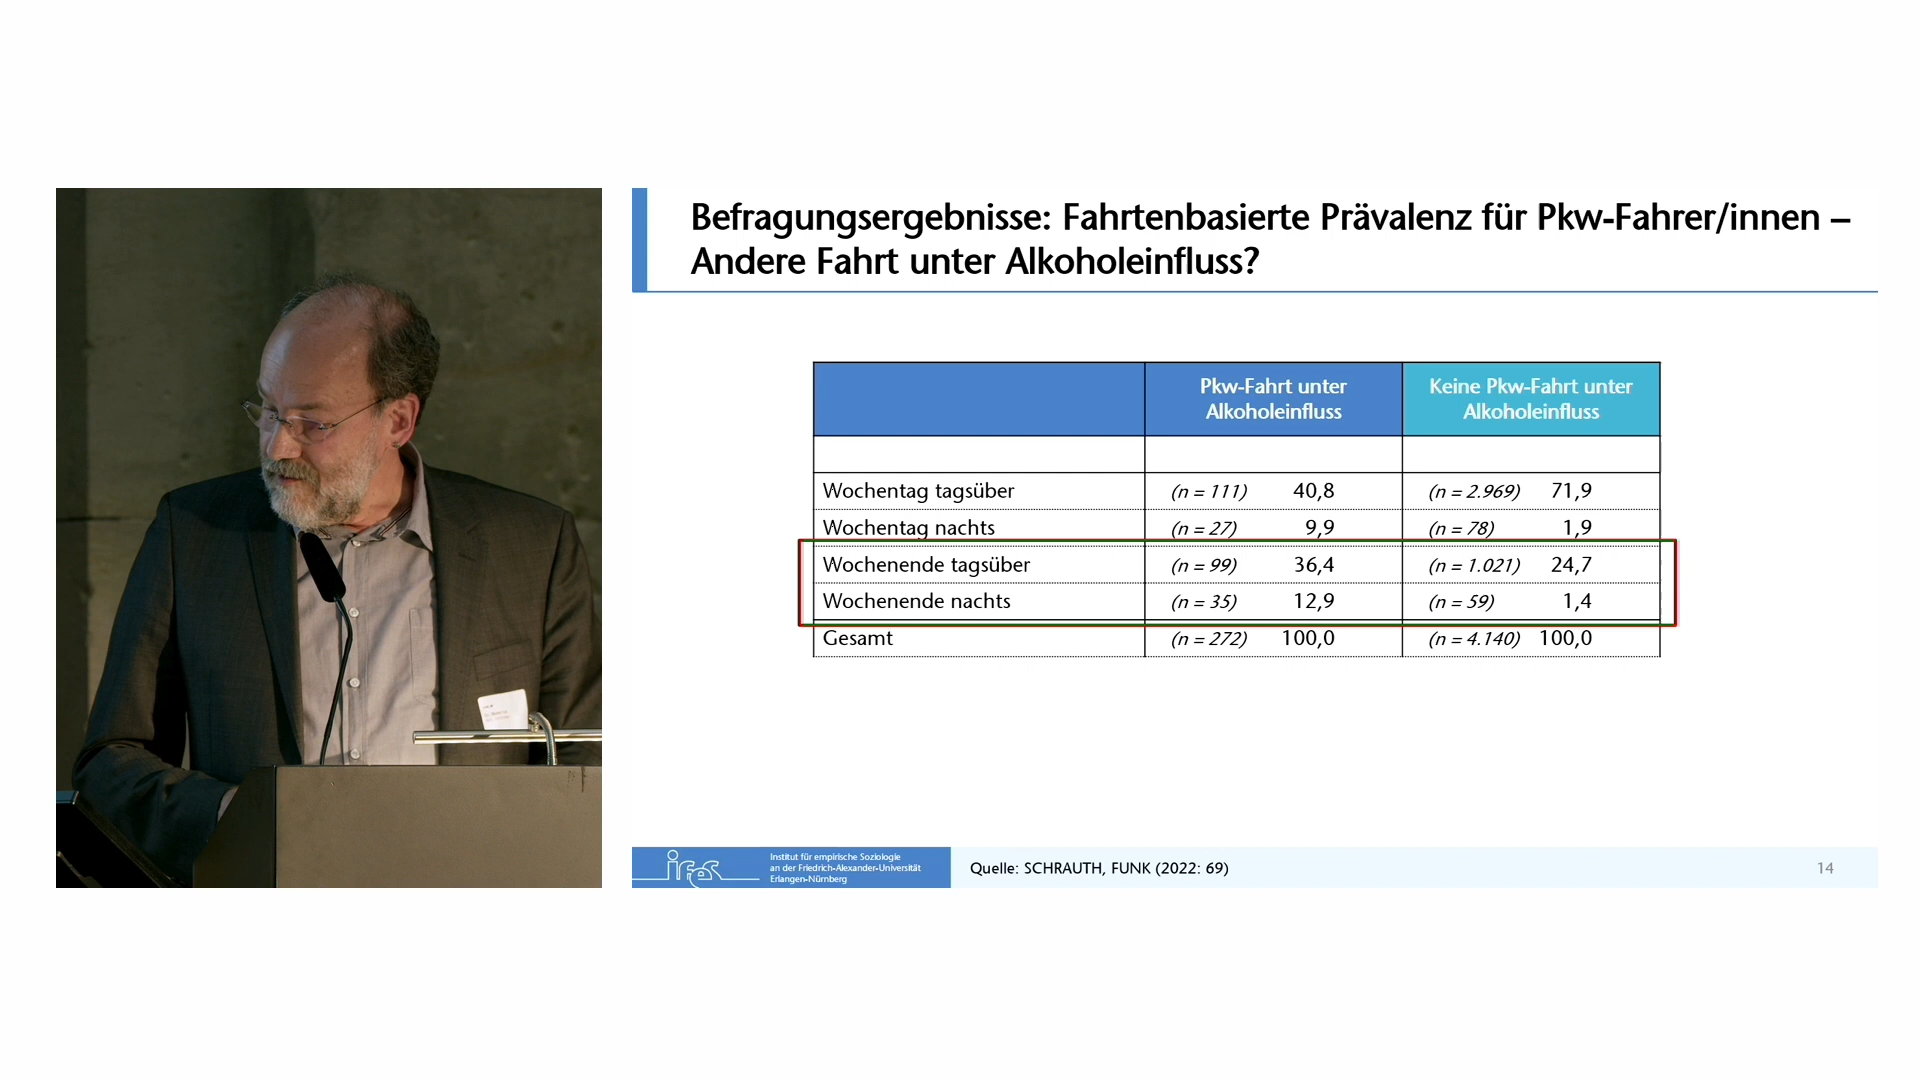 Befragungsergebnisse: Fahrtenbasierte Prävalenz für Pkw-Fahrer/innen –
Andere Fahrt unter Alkoholeinfluss?
Pkw-Fahrt unter
Alkoholeinfluss
Keine Pkw-Fahrt unter
Alkoholeinfluss
Wochentag tagsüber (n = 111) 40,8 (n = 2.969) 71,9
Wochentag nachts (n = 27) 9,9 (n = 78) 1,9
Wochenende tagsüber (n = 99) 36,4 (n = 1.021) 24,7
Wochenende nachts (n = 35) 12,9 (n = 59) 1,4
Gesamt (n = 272) 100,0 (n = 4.140) 100,0
ifes
Institut für empirische Soziologie
an der Friedrich-Alexander-Universität
Erlangen-Nürnberg
Quelle: SCHRAUTH, FUNK (2022: 69)
14